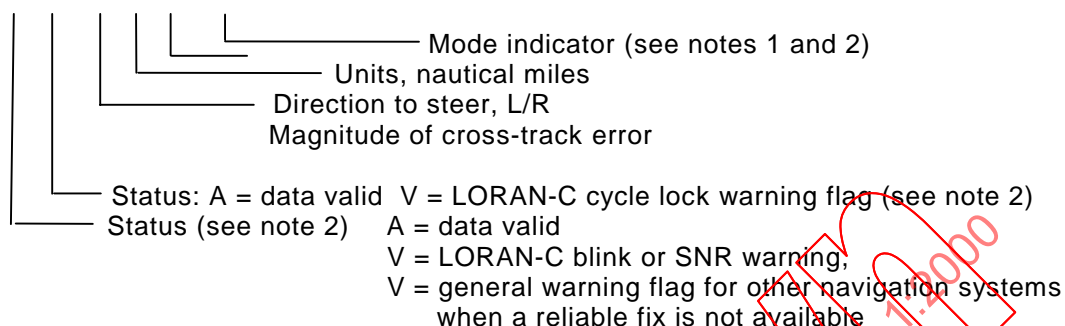 Mode indicator (see notes 1 and 2)
Units, nautical miles
Direction to steer, L/R
Magnitude of cross-track error
Status: A = data valid V = LORAN-C cycle lock warning flag (see note 2)
Status (see note 2) A = data valid
V = LORAN-C blink or SNR warning,
V = general warning flag for other navigation systems
when a reliable fix is not available
1:2000